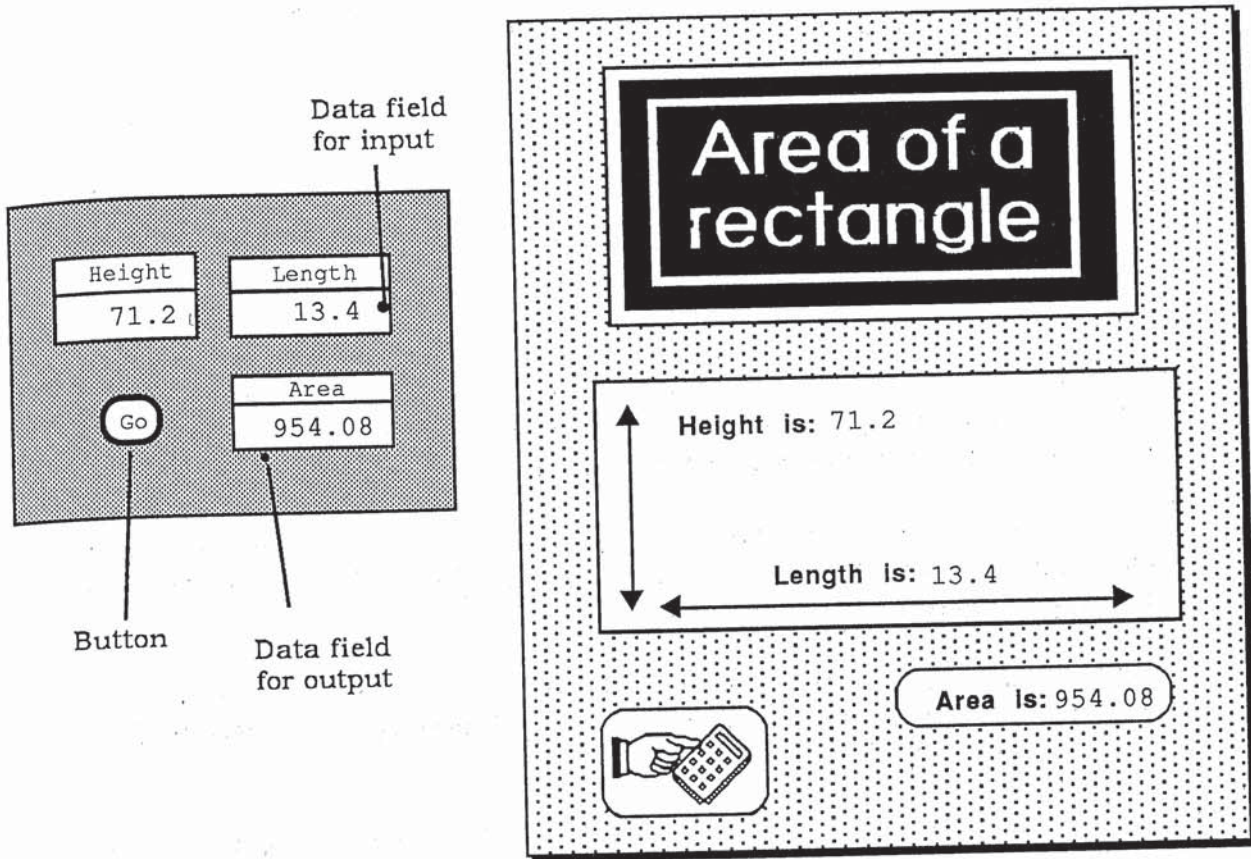 Data field
for input
Height
71.2
Length
13.4
Go
Area
954.08
Button
Data field
for output
Area of a
rectangle
Height is: 71.2
Length is: 13.4
Area is: 954.08